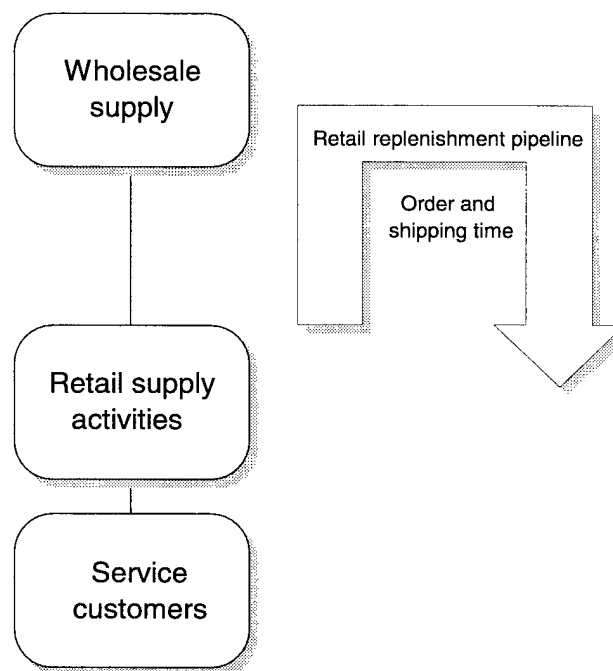 Wholesale
supply
Retail replenishment pipeline
Order and
shipping time
Retail supply
activities
Service
customers